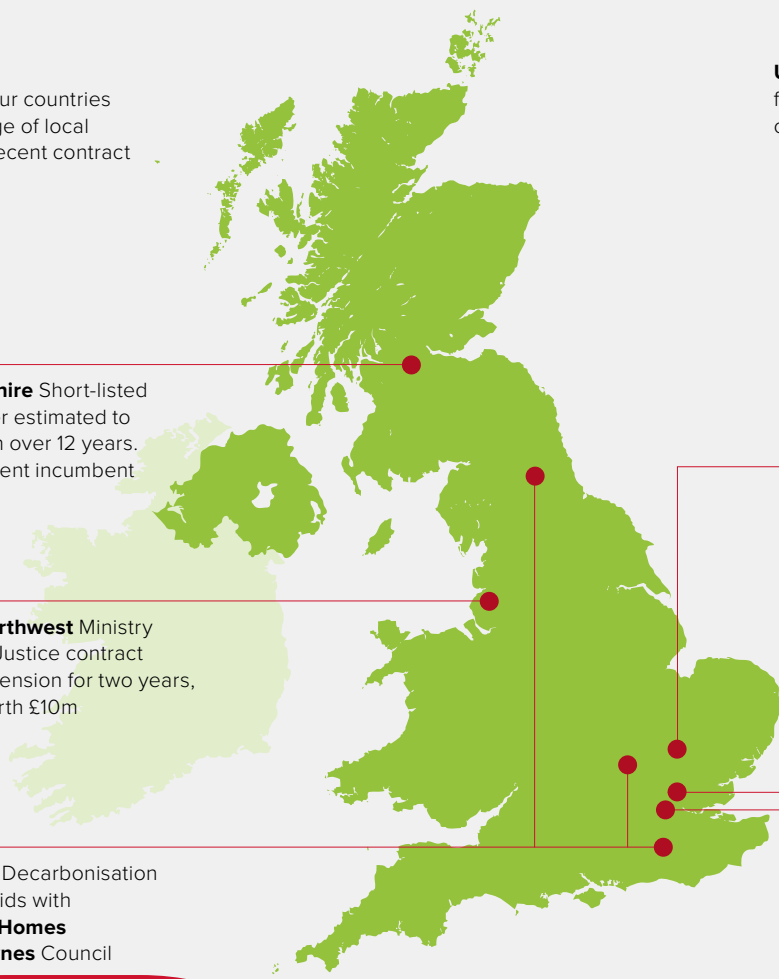 ur countries
ge of local
ecent contract
U
f
c
hire Short-listed
r estimated to
n over 12 years.
ent incumbent
rthwest Ministry
Justice contract
ension for two years,
rth £10m
Decarbonisation
ids with
Homes
nes Council